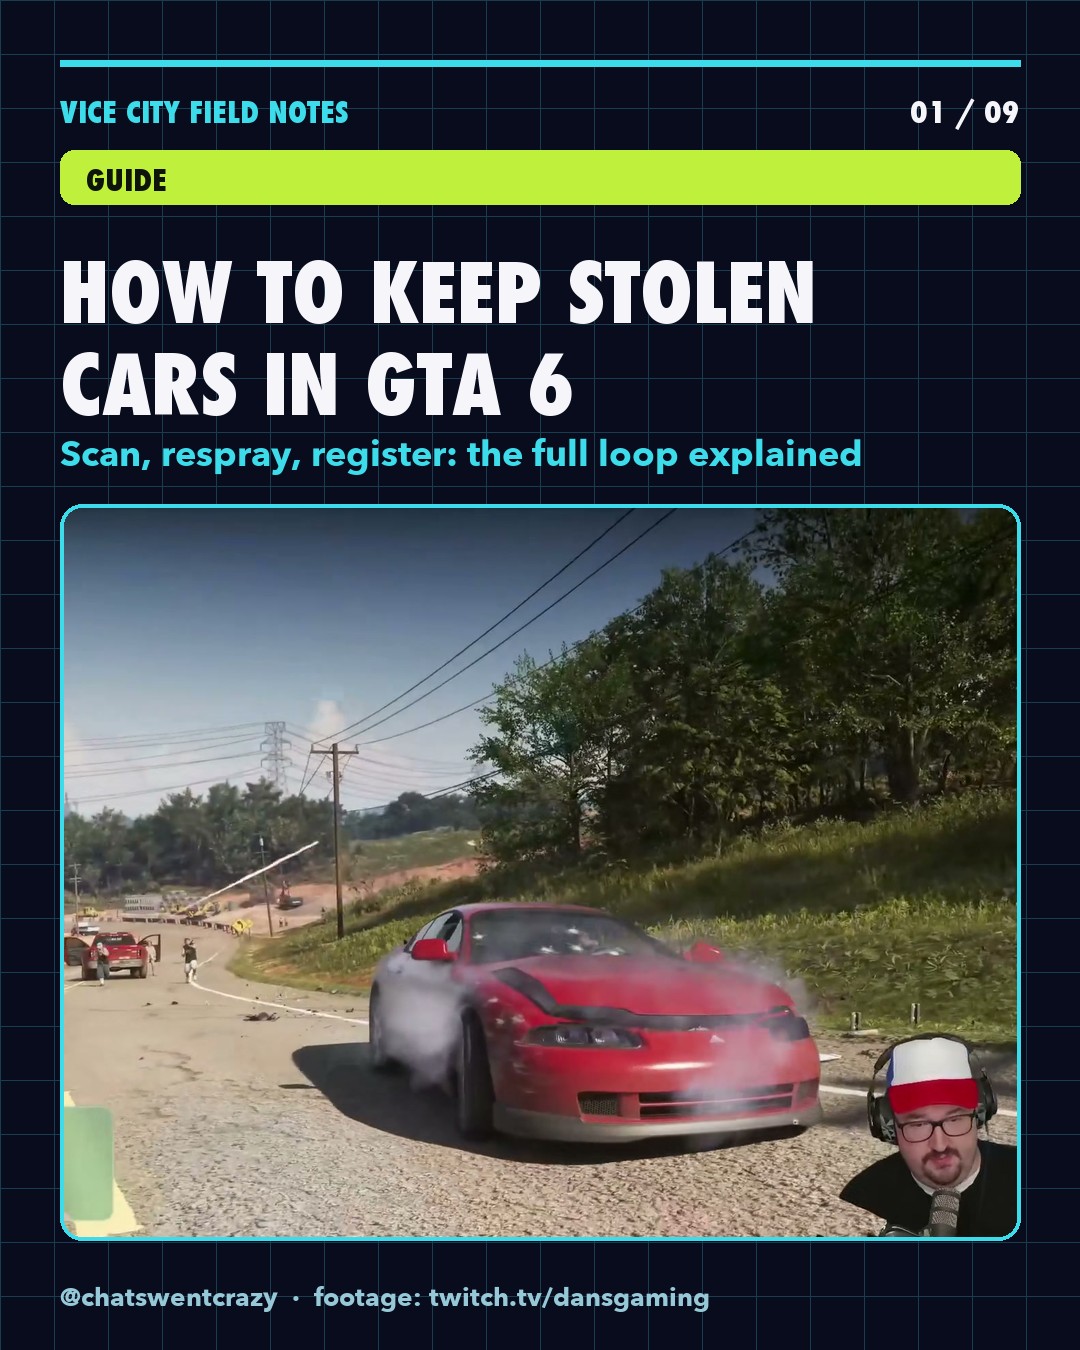 VICE CITY FIELD NOTES
01 / 09
GUIDE
HOW TO KEEP STOLEN
CARS IN GTA 6
Scan, respray, register: the full loop explained
@chatswentcrazy · footage: twitch.tv/dansgaming